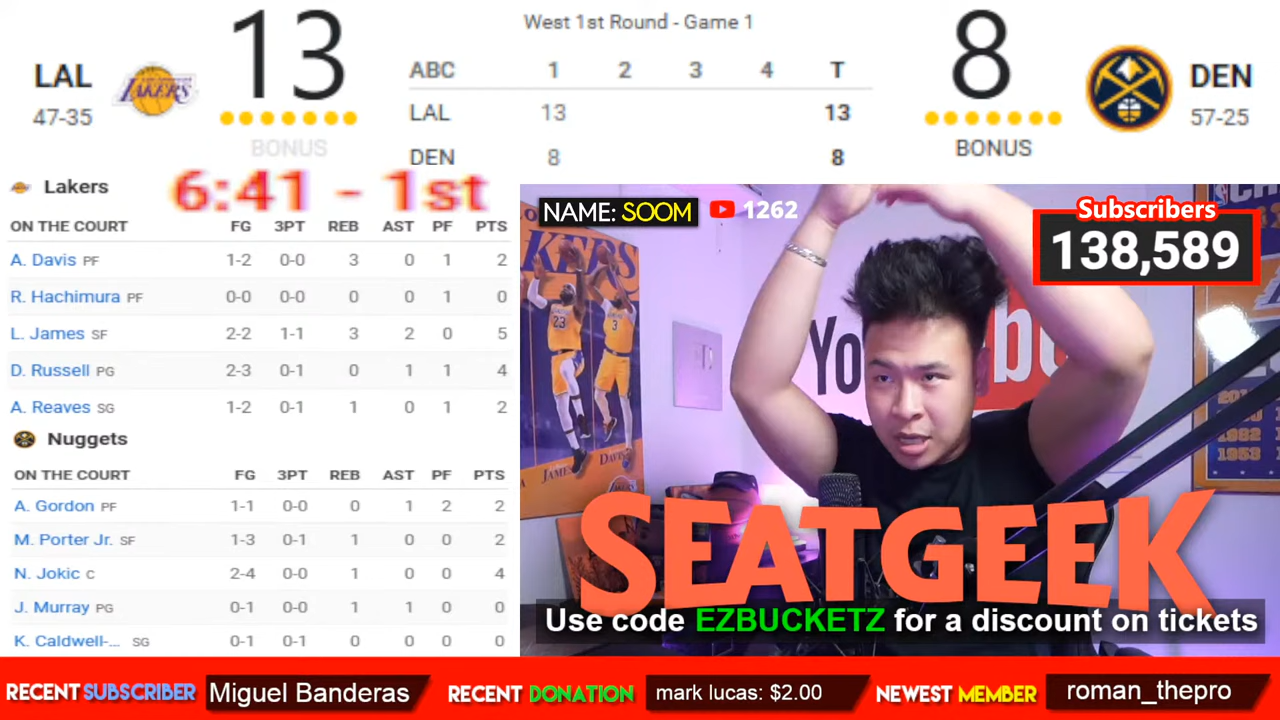 West 1st Round - Game 1
LAL
47-35
LAKERS
13
BONUS
ABC 1 2 3 4 T
LAL 13 13
DEN 8 8
8
BONUS
DEN
57-25
Lakers
6:41 - 1st
ON THE COURT FG 3PT REB AST PF PTS
A. Davis PF 1-2 0-0 3 0 1 2
R. Hachimura PF 0-0 0-0 0 0 1 0
L. James SF 2-2 1-1 3 2 0 5
D. Russell PG 2-3 0-1 0 1 1 4
A. Reaves SG 1-2 0-1 1 0 1 2
Nuggets
ON THE COURT FG 3PT REB AST PF PTS
A. Gordon PF 1-1 0-0 0 1 2 2
M. Porter Jr. SF 1-3 0-1 1 0 0 2
N. Jokic C 2-4 0-0 1 0 0 4
J. Murray PG 0-1 0-0 1 1 0 0
K. Caldwell-... SG 0-1 0-1 0 0 0 0
NAME: SOOM
1262
Subscribers
138,589
KERS
23
3
JAMES
DAVIS
YouTube
SEATGEEK
Use code EZBUCKETZ for a discount on tickets
RECENT SUBSCRIBER Miguel Banderas
RECENT DONATION mark lucas: $2.00
NEWEST MEMBER roman_thepro